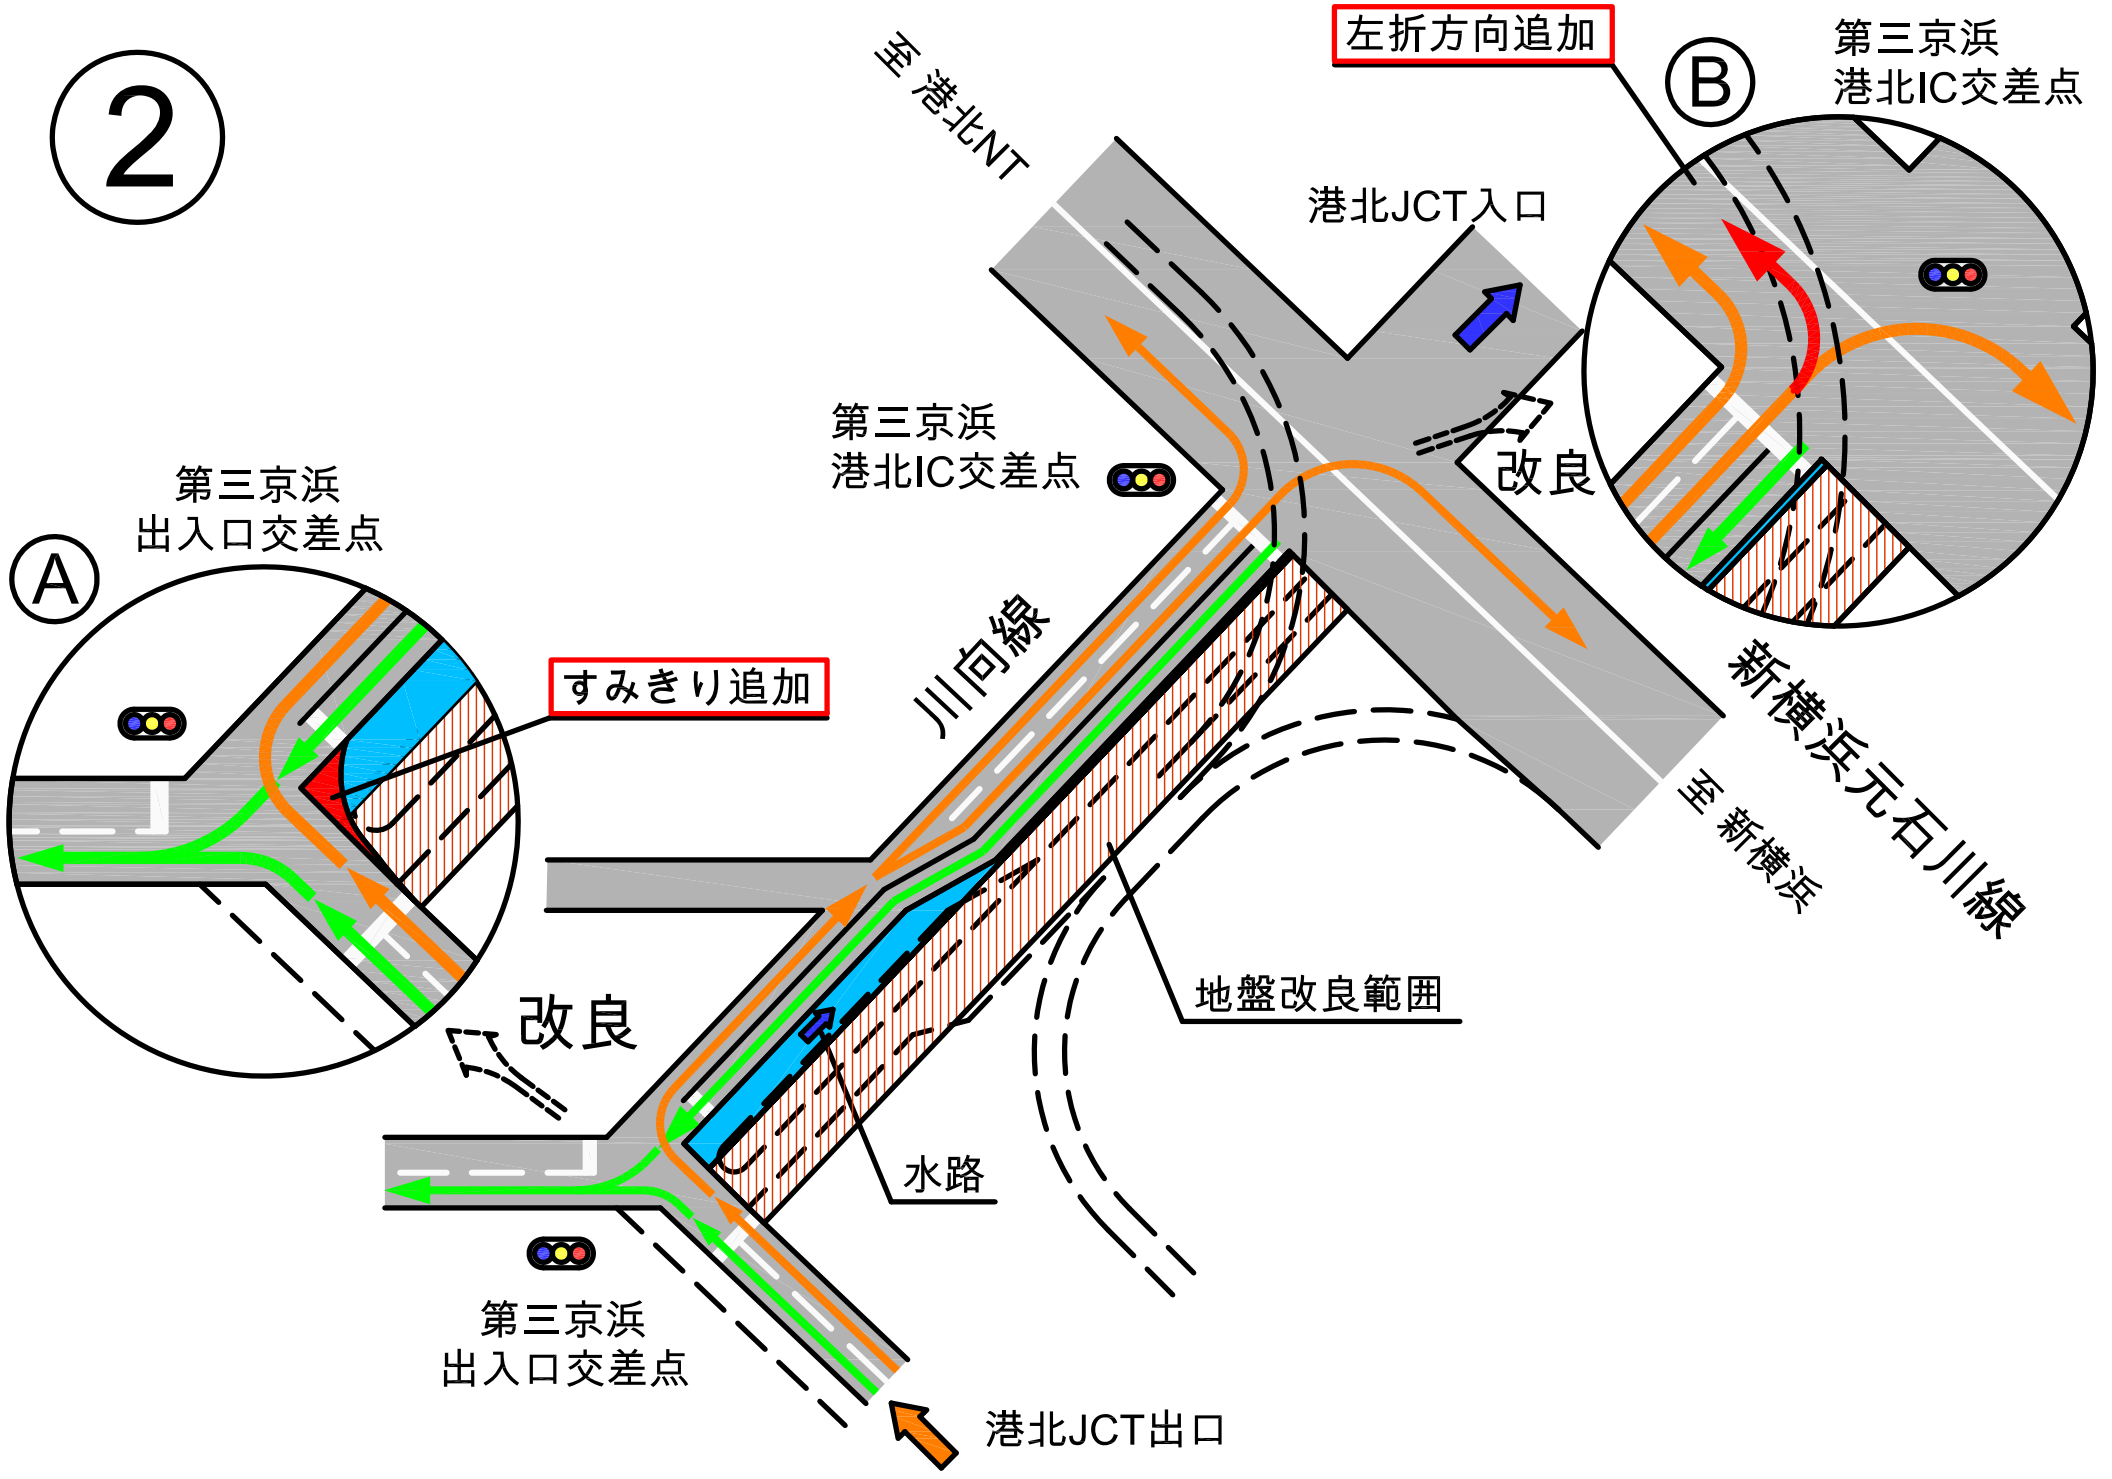 2
至 港北NT
左折方向追加
B
第三京浜
港北IC交差点
港北JCT入口
第三京浜
港北IC交差点
改良
第三京浜
出入口交差点
A
すみきり追加
川向線
新横浜元石川線
至 新横浜
地盤改良範囲
改良
水路
第三京浜
出入口交差点
港北JCT出口